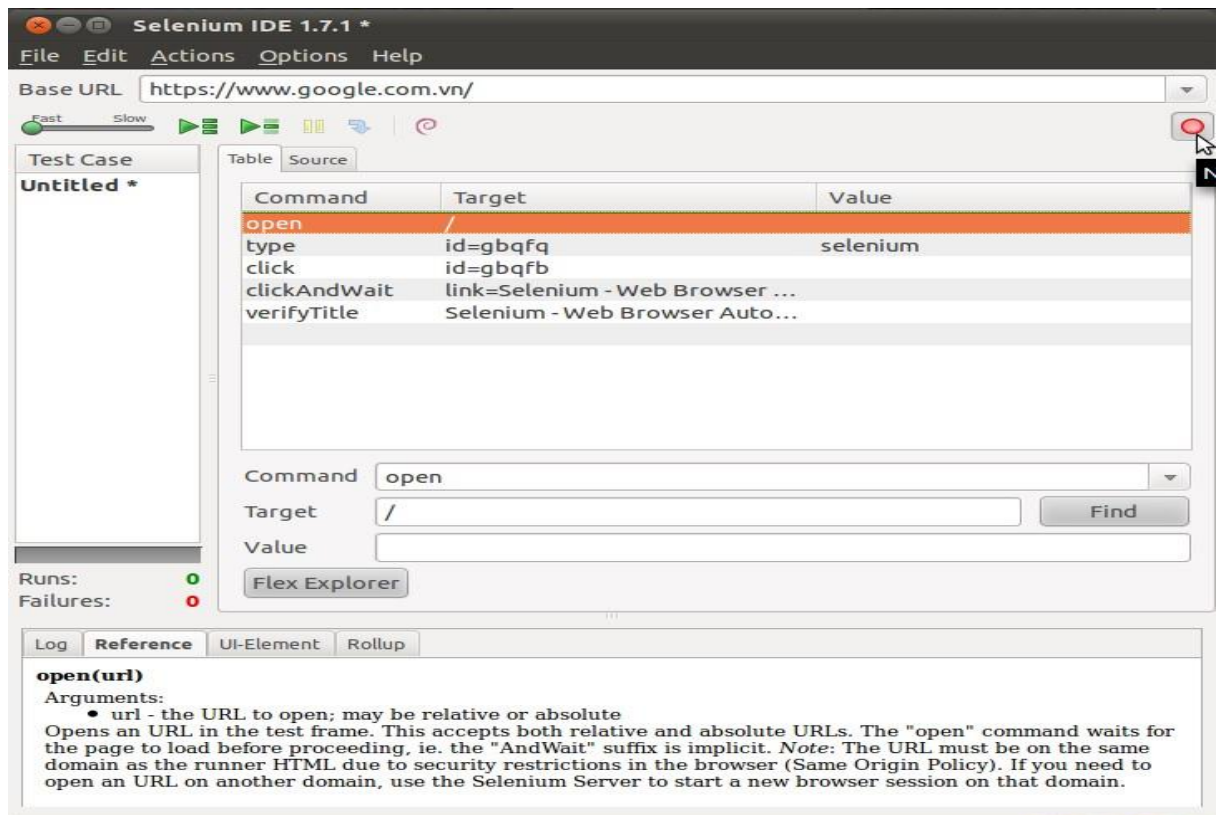 Selenium IDE 1.7.1 *
File Edit Actions Options Help
Base URL https://www.google.com.vn/
Fast Slow
Test Case
Untitled *
Table Source
Command Target Value
open /
type id=gbqfq selenium
click id=gbqfb
clickAndWait link=Selenium - Web Browser ...
verifyTitle Selenium - Web Browser Auto...
Command open
Target / Find
Value
Flex Explorer
Runs: 0
Failures: 0
Log Reference UI-Element Rollup
open(url)
Arguments:
• url - the URL to open; may be relative or absolute
Opens an URL in the test frame. This accepts both relative and absolute URLs. The "open" command waits for
the page to load before proceeding, ie. the "AndWait" suffix is implicit. Note: The URL must be on the same
domain as the runner HTML due to security restrictions in the browser (Same Origin Policy). If you need to
open an URL on another domain, use the Selenium Server to start a new browser session on that domain.